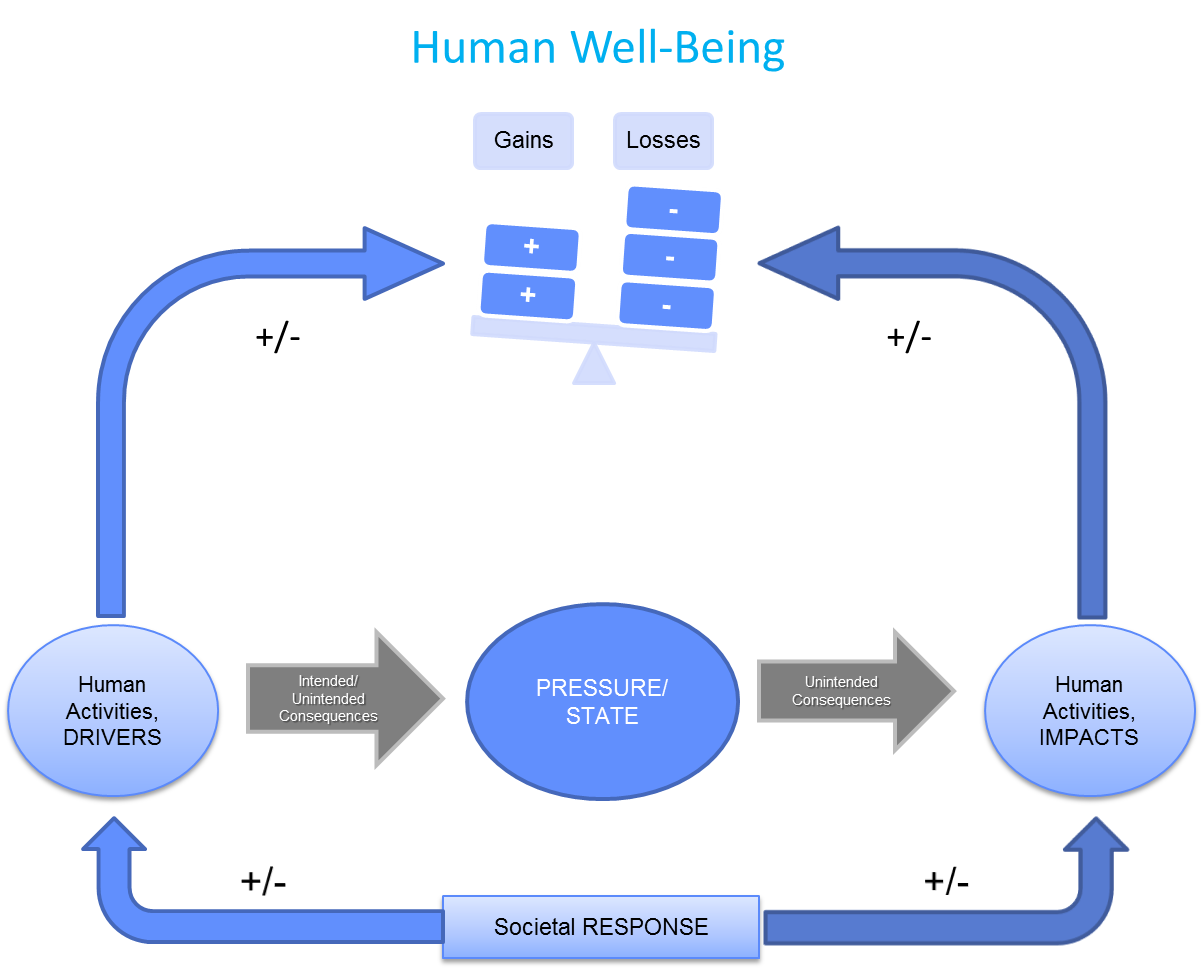 Human Well-Being
Gains
Losses
-
+
-
+
-
+/-
+/-
Human
Activities,
DRIVERS
Intended/
Unintended
Consequences
PRESSURE/
STATE
Unintended
Consequences
Human
Activities,
IMPACTS
+/-
+/-
Societal RESPONSE